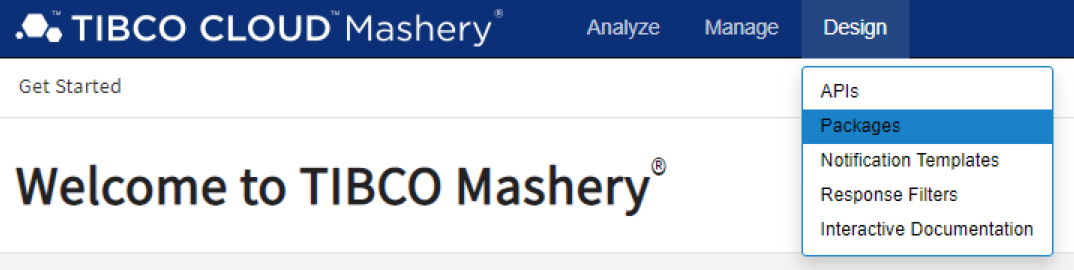 TIBCO CLOUD™ Mashery® Analyze Manage Design
Get Started
APIs
Packages
Welcome to TIBCO Mashery®
Notification Templates
Response Filters
Interactive Documentation